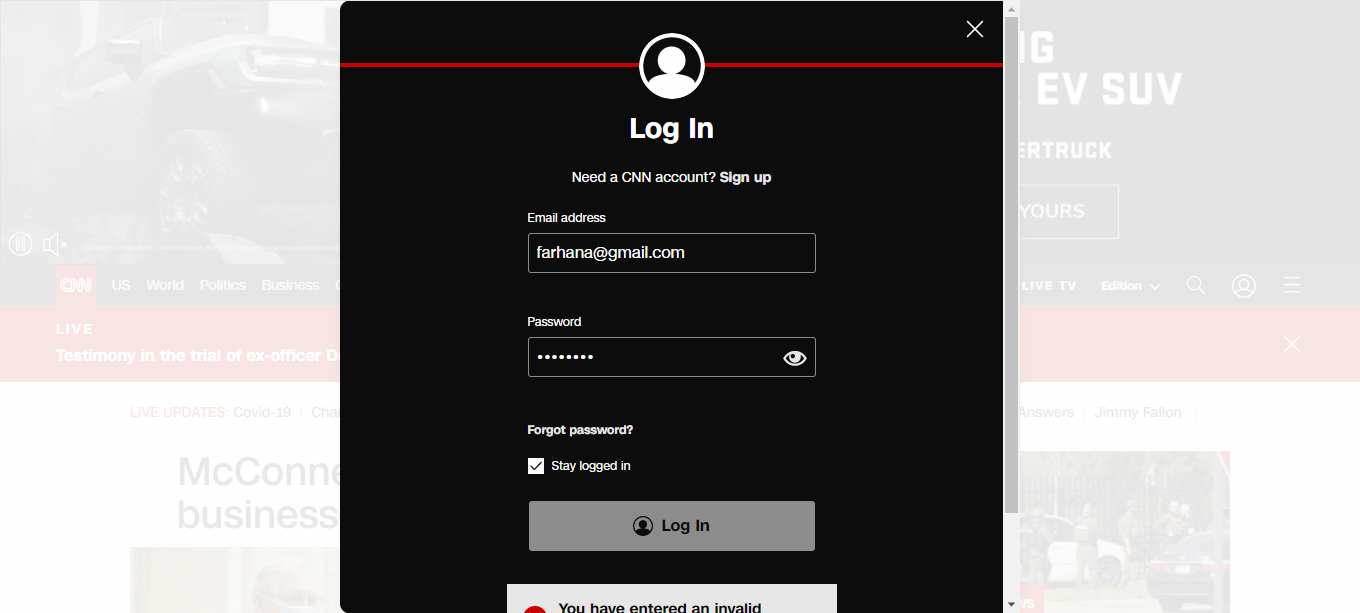 Log In
Need a CNN account? Sign up
Email address
farhana@gmail.com
Password
••••••••
Forgot password?
Stay logged in
Log In
You have entered an invalid
IG
EV SUV
ERTRUCK
YOURS
CNN US World Politics Business
LIVE TV Edition
LIVE
Testimony in the trial of ex-officer D
LIVE UPDATES: Covid-19 | Cha
Answers | Jimmy Fallon |
McConne
business
WS